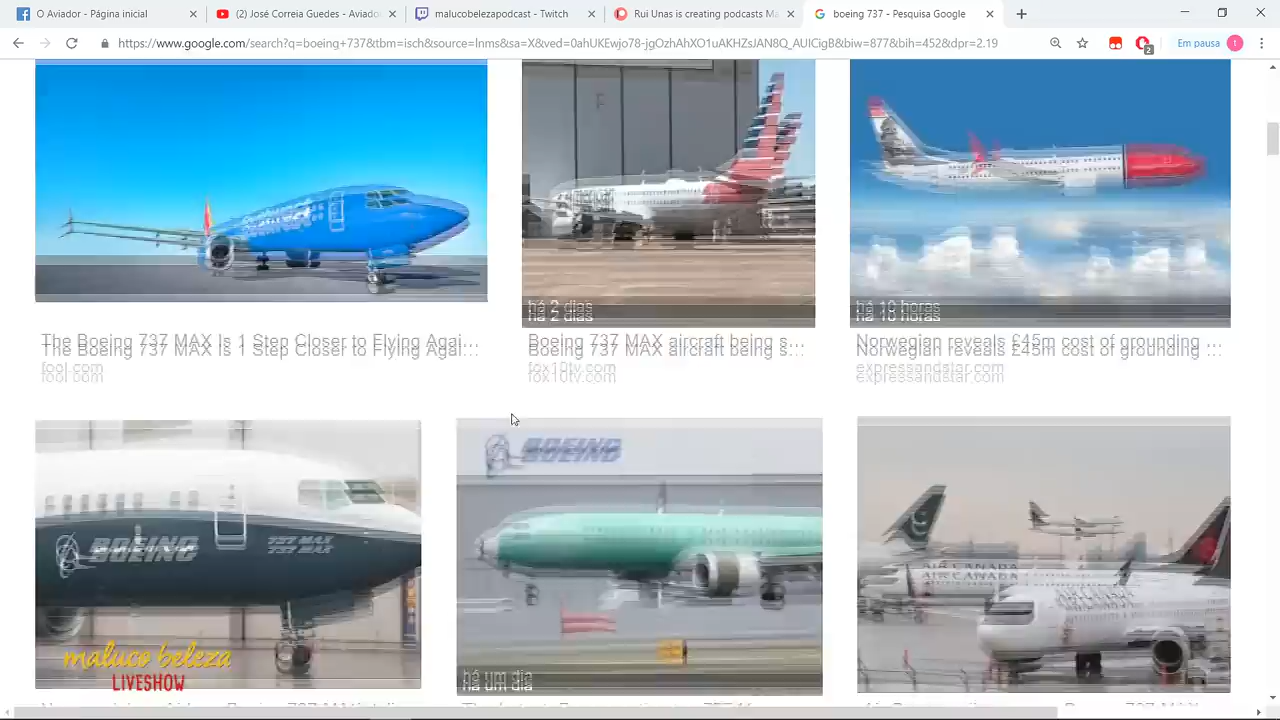 O Aviador - Página inicial
(2) José Correia Guedes - Aviado
malucobelezapodcast - Twitch
Rui Unas is creating podcasts Ma
boeing 737 - Pesquisa Google
https://www.google.com/search?q=boeing+737&tbm=isch&source=lnms&sa=X&ved=0ahUKEwjo78-jgOzhAhXO1uAKHZsJAN8Q_AUICigB&biw=877&bih=452&dpr=2.19
2
Em pausa
t
há 2 dias
há 10 horas
The Boeing 737 MAX Is 1 Step Closer to Flying Agai...
Boeing 737 MAX aircraft being s...
Norwegian reveals £45m cost of grounding ...
fool.com
fox10tv.com
expressandstar.com
BOEING
737 MAX
BOEING
AIR CANADA
maluco beleza
LIVESHOW
há um dia